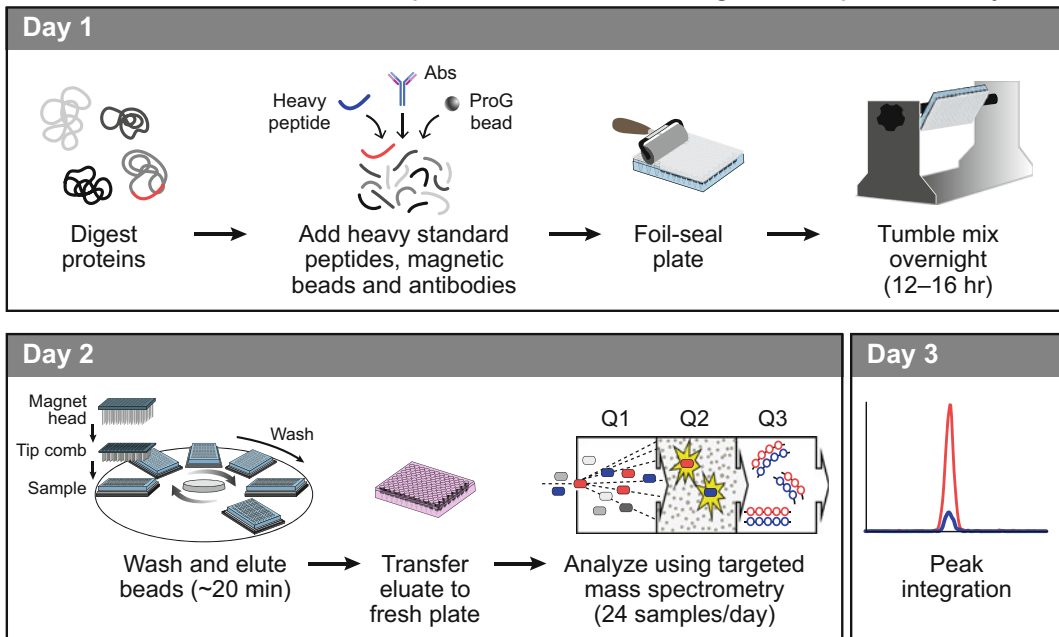 Day 1
Abs
Heavy
peptide
ProG
bead
Digest
proteins
Add heavy standard
peptides, magnetic
beads and antibodies
Foil-seal
plate
Tumble mix
overnight
(12–16 hr)
Day 2
Magnet
head
Tip comb
Sample
Wash
Q1
Q2
Q3
Wash and elute
beads (~20 min)
Transfer
eluate to
fresh plate
Analyze using targeted
mass spectrometry
(24 samples/day)
Day 3
Peak
integration